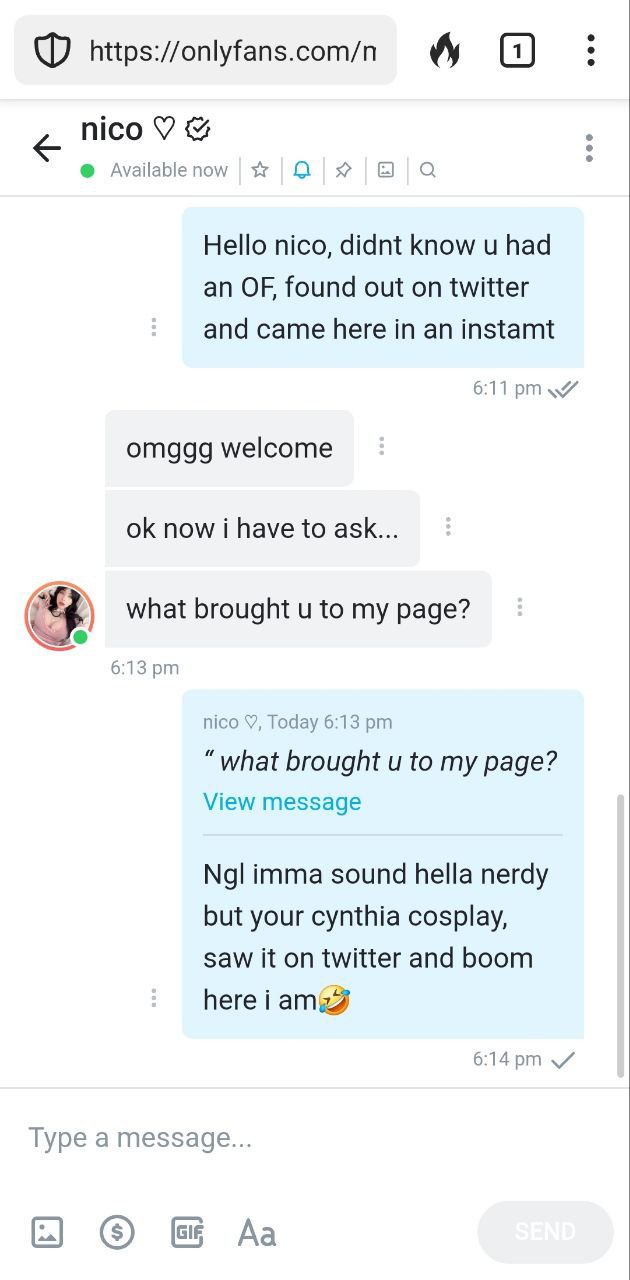 https://onlyfans.com/m
1
nico ♡
Available now
Hello nico, didnt know u had
an OF, found out on twitter
and came here in an instamt
6:11 pm
omggg welcome
ok now i have to ask...
what brought u to my page?
6:13 pm
nico ♡, Today 6:13 pm
“ what brought u to my page?
View message
Ngl imma sound hella nerdy
but your cynthia cosplay,
saw it on twitter and boom
here i am🤣
6:14 pm
Type a message...
$ GIF Aa SEND